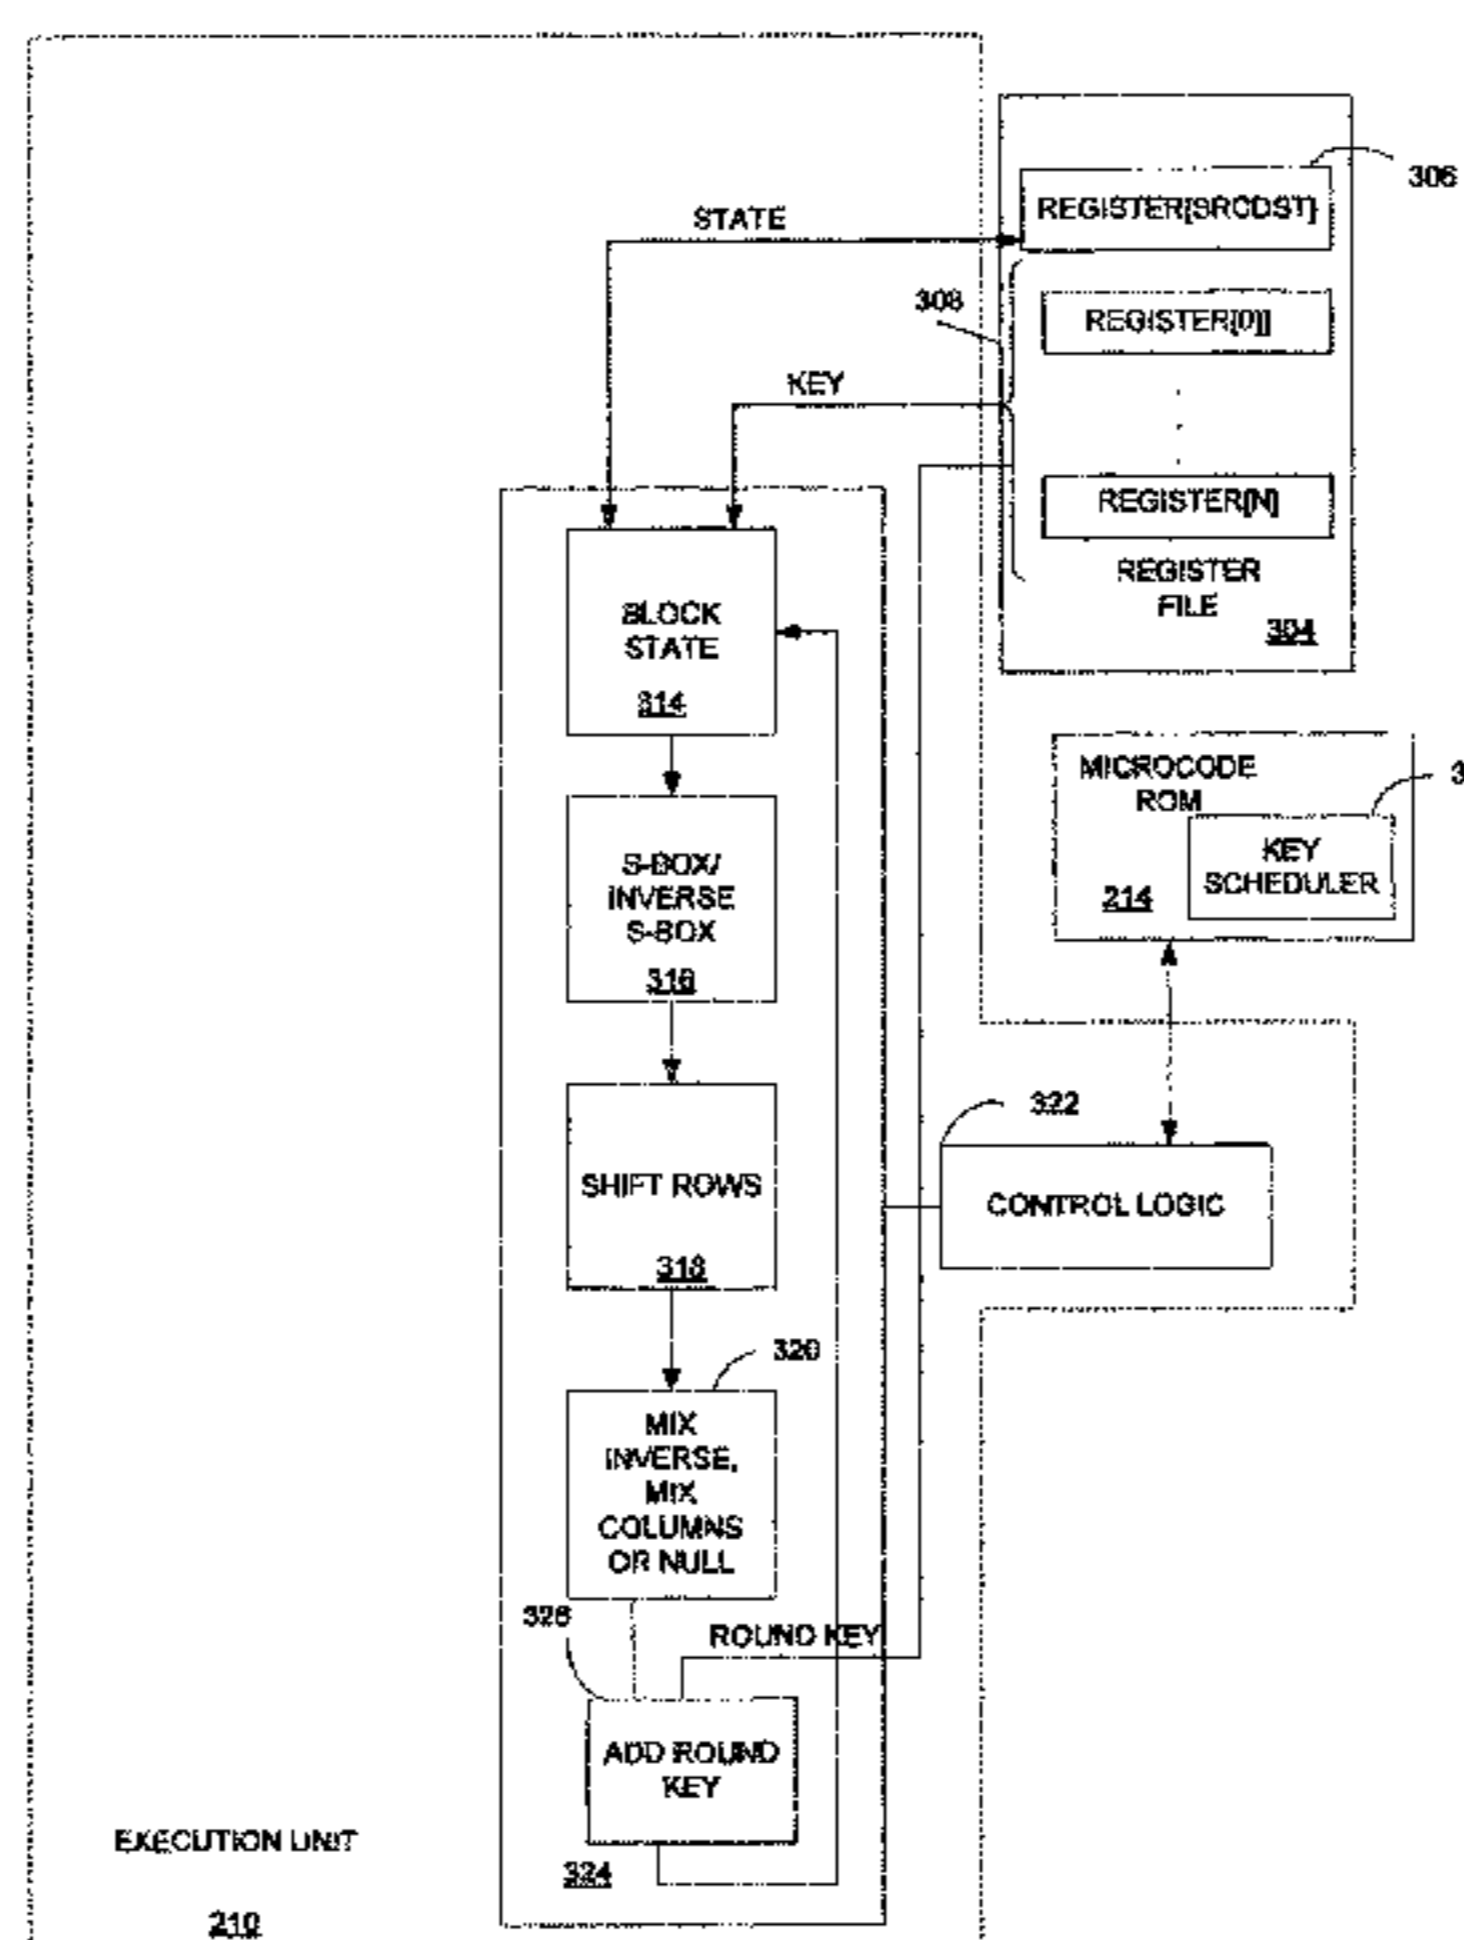 306
REGISTER[SRCDST]
STATE
308
REGISTER[0]]
KEY
REGISTER[N]
REGISTER
FILE
304
BLOCK
STATE
314
MICROCODE
ROM
3
KEY
SCHEDULER
214
S-BOX/
INVERSE
S-BOX
316
322
SHIFT ROWS
CONTROL LOGIC
318
320
MIX
INVERSE,
MIX
COLUMNS
OR NULL
326
ROUND KEY
ADD ROUND
KEY
324
EXECUTION UNIT
210